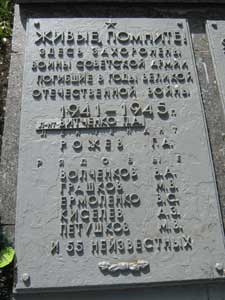 ЖИВЫЕ, ПОМНИТЕ!
ЗДЕСЬ ЗАХОРОНЕНЫ
ВОИНЫ СОВЕТСКОЙ АРМИИ,
ПОГИБШИЕ В ГОДЫ ВЕЛИКОЙ
ОТЕЧЕСТВЕННОЙ ВОЙНЫ
1941-1945г.
РОЖЕВ
РЯДОВЫЕ
ВОЛЧЕНКОВ
ГРАШКОВ М.З.
ЕРМОЛЕНКО В.С.
КИСЕЛЕВ
ПЕТУШКОВ М.З.
И 55 НЕИЗВЕСТНЫХ